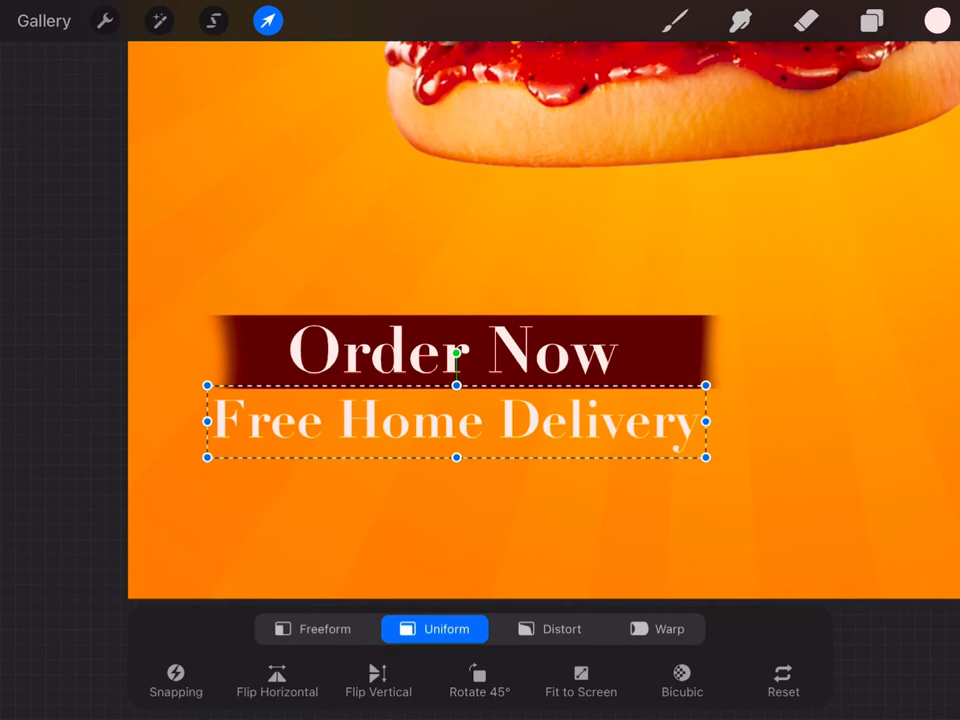 Gallery
Order Now
Free Home Delivery
Freeform Uniform Distort Warp
Snapping Flip Horizontal Flip Vertical Rotate 45° Fit to Screen Bicubic Reset